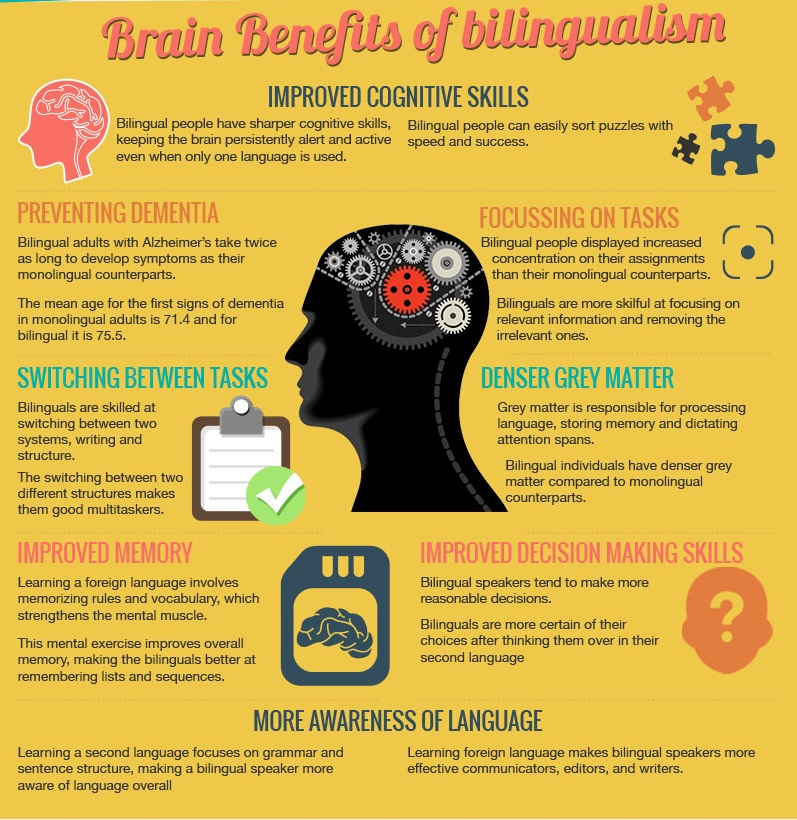 Brain Benefits of bilingualism
IMPROVED COGNITIVE SKILLS
Bilingual people have sharper cognitive skills,
keeping the brain persistently alert and active
even when only one language is used.
Bilingual people can easily sort puzzles with
speed and success.
PREVENTING DEMENTIA
Bilingual adults with Alzheimer's take twice
as long to develop symptoms as their
monolingual counterparts.
The mean age for the first signs of dementia
in monolingual adults is 71.4 and for
bilingual it is 75.5.
FOCUSSING ON TASKS
Bilingual people displayed increased
concentration on their assignments
than their monolingual counterparts.
Bilinguals are more skilful at focusing on
relevant information and removing the
irrelevant ones.
SWITCHING BETWEEN TASKS
Bilinguals are skilled at
switching between two
systems, writing and
structure.
The switching between two
different structures makes
them good multitaskers.
DENSER GREY MATTER
Grey matter is responsible for processing
language, storing memory and dictating
attention spans.
Bilingual individuals have denser grey
matter compared to monolingual
counterparts.
IMPROVED MEMORY
Learning a foreign language involves
memorizing rules and vocabulary, which
strengthens the mental muscle.
This mental exercise improves overall
memory, making the bilinguals better at
remembering lists and sequences.
IMPROVED DECISION MAKING SKILLS
Bilingual speakers tend to make more
reasonable decisions.
Bilinguals are more certain of their
choices after thinking them over in their
second language
?
MORE AWARENESS OF LANGUAGE
Learning a second language focuses on grammar and
sentence structure, making a bilingual speaker more
aware of language overall
Learning foreign language makes bilingual speakers more
effective communicators, editors, and writers.